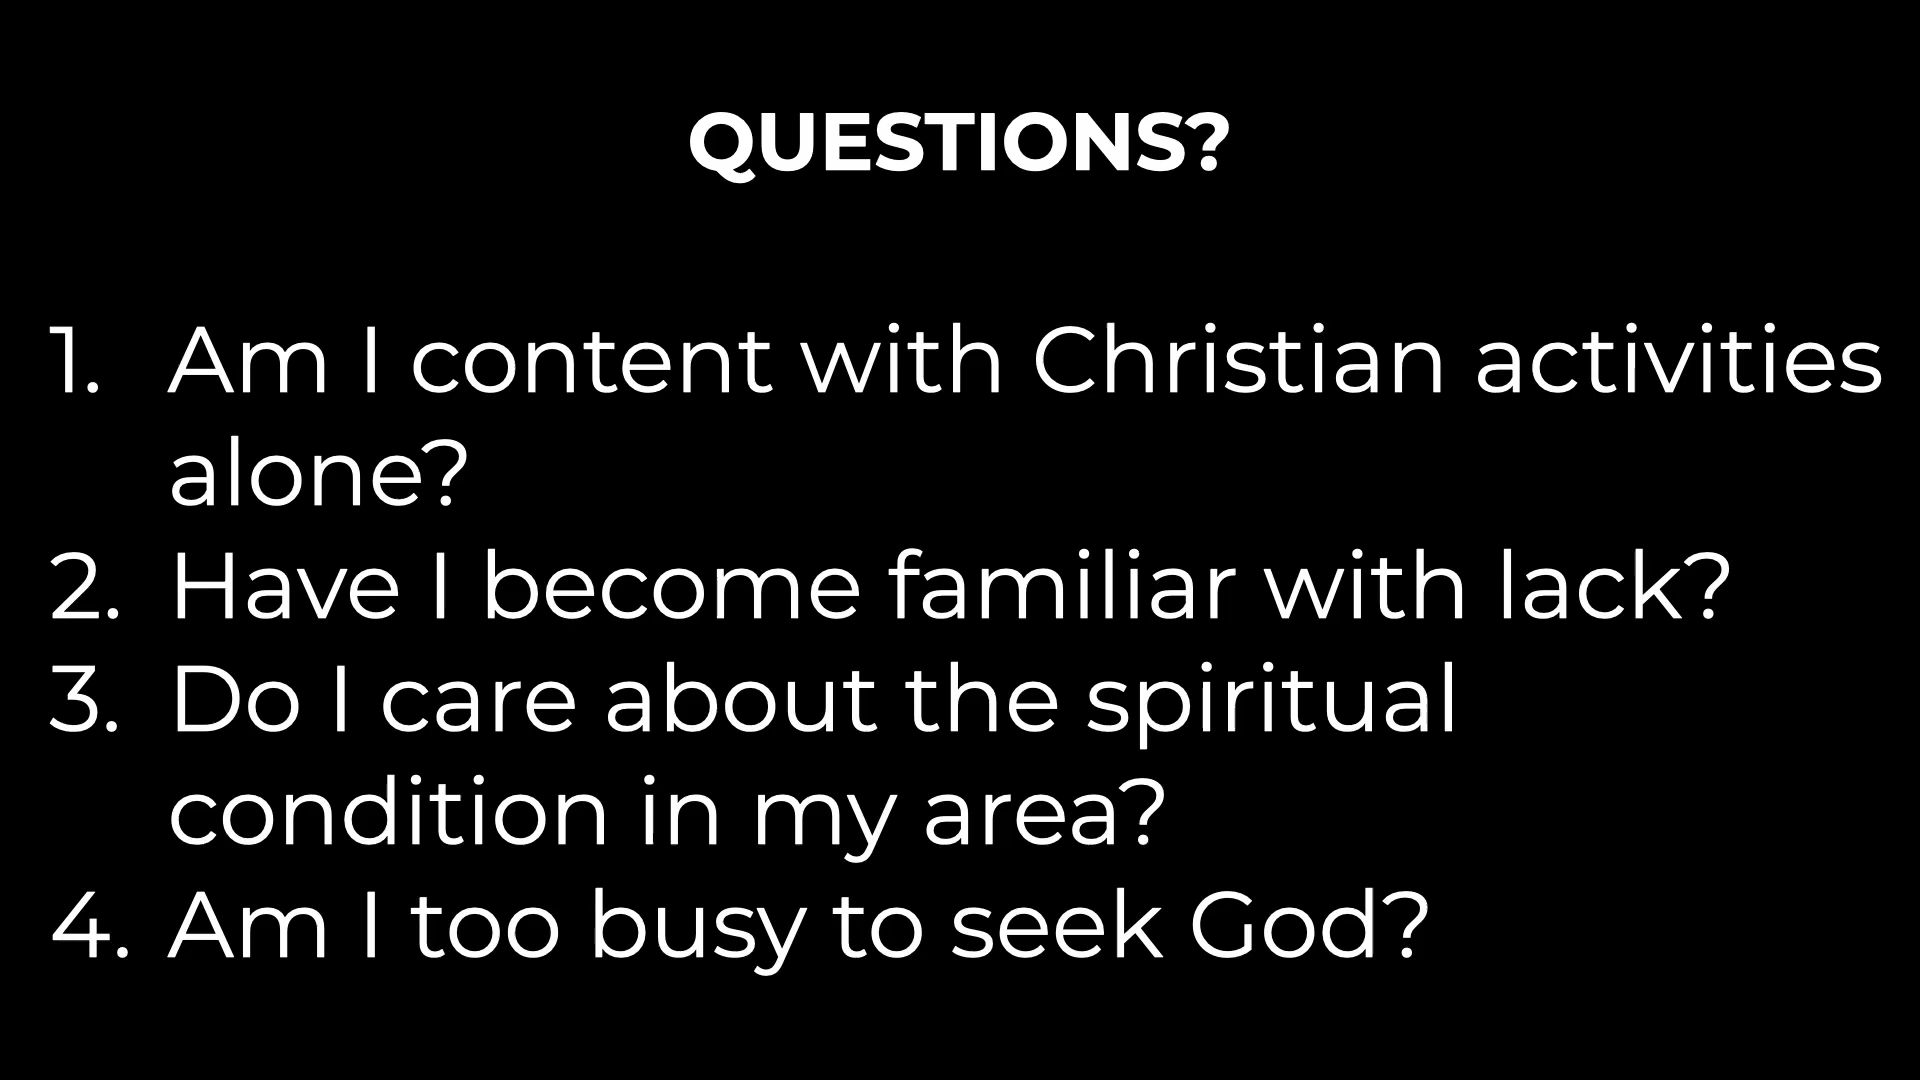 QUESTIONS?
1. Am I content with Christian activities
alone?
2. Have I become familiar with lack?
3. Do I care about the spiritual
condition in my area?
4. Am I too busy to seek God?